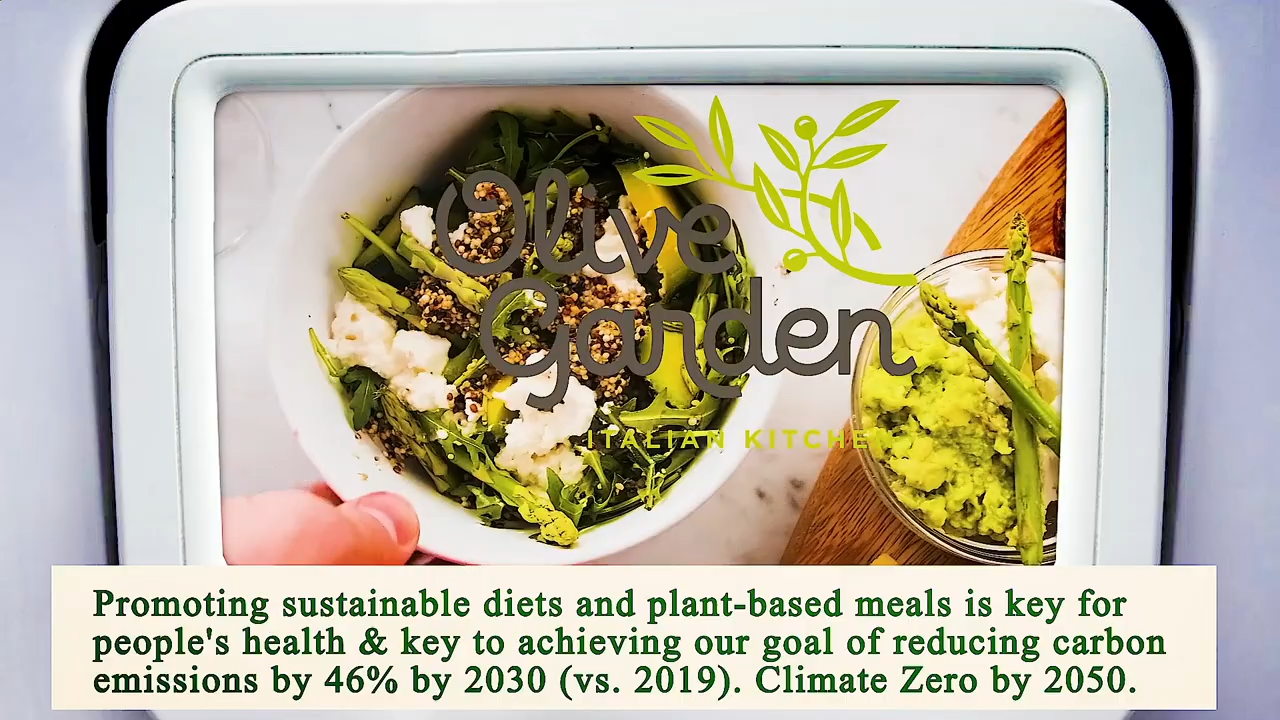 Olive
Garden
ITALIAN KITCHEN
Promoting sustainable diets and plant-based meals is key for
people's health & key to achieving our goal of reducing carbon
emissions by 46% by 2030 (vs. 2019). Climate Zero by 2050.